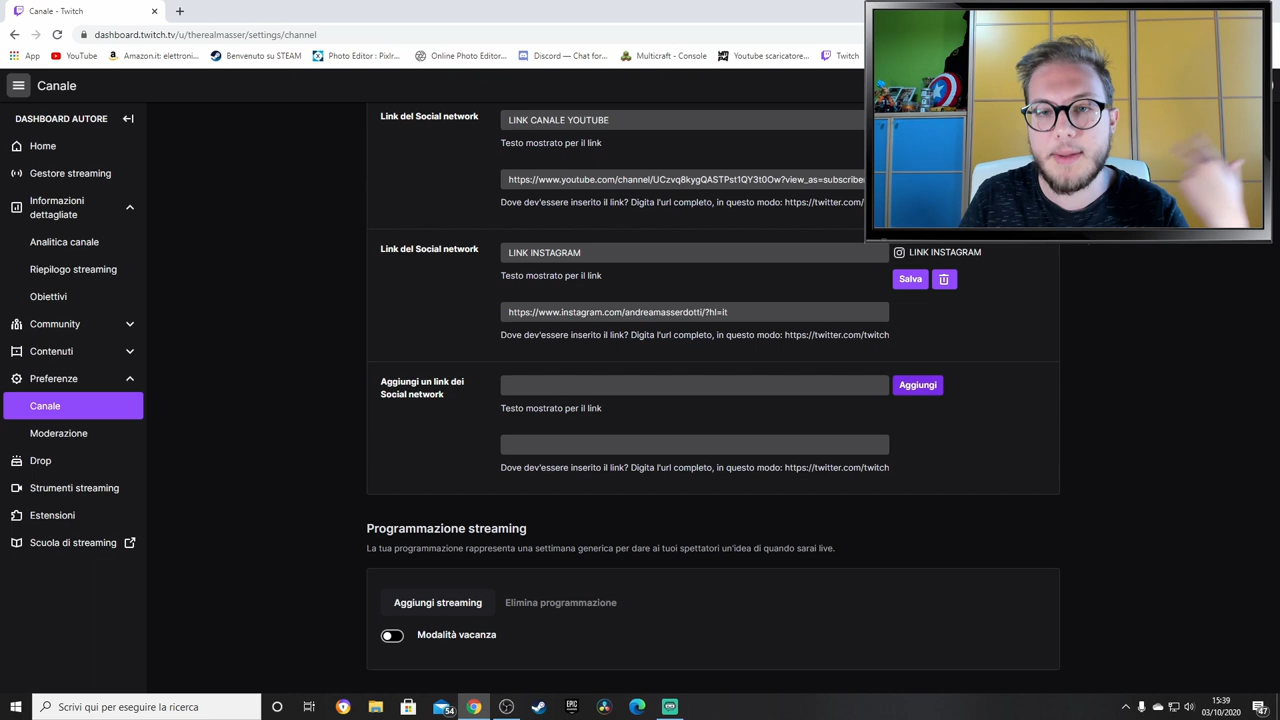 Canale - Twitch
dashboard.twitch.tv/u/therealmasser/settings/channel
App
YouTube
Amazon.it: elettroni...
Benvenuto su STEAM
Photo Editor : Pixlr...
Online Photo Editor...
Discord — Chat for...
Multicraft - Console
Youtube scaricatore...
Twitch
Canale
DASHBOARD AUTORE
Home
Gestore streaming
Informazioni
dettagliate
Analitica canale
Riepilogo streaming
Obiettivi
Community
Contenuti
Preferenze
Canale
Moderazione
Drop
Strumenti streaming
Estensioni
Scuola di streaming
Link del Social network
LINK CANALE YOUTUBE
Testo mostrato per il link
https://www.youtube.com/channel/UCzvq8kygQASTPst1QY3t0Ow?view_as=subscribe
Dove dev'essere inserito il link? Digita l'url completo, in questo modo: https://twitter.com/
Link del Social network
LINK INSTAGRAM
LINK INSTAGRAM
Testo mostrato per il link
Salva
https://www.instagram.com/andreamasserdotti/?hl=it
Dove dev'essere inserito il link? Digita l'url completo, in questo modo: https://twitter.com/twitch
Aggiungi un link dei
Social network
Aggiungi
Testo mostrato per il link
Dove dev'essere inserito il link? Digita l'url completo, in questo modo: https://twitter.com/twitch
Programmazione streaming
La tua programmazione rappresenta una settimana generica per dare ai tuoi spettatori un'idea di quando sarai live.
Aggiungi streaming
Elimina programmazione
Modalità vacanza
Scrivi qui per eseguire la ricerca
54
EPIC
15:39
03/10/2020
47